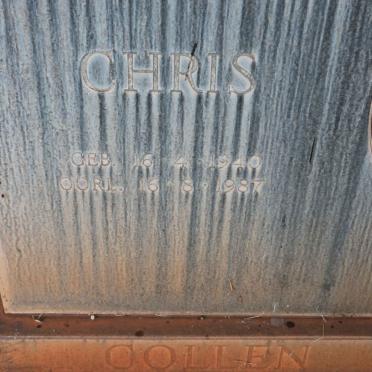 CHRIS
GEB. 16 · 4 · 1940
OORL. 16 · 8 · 1987
COLLEN